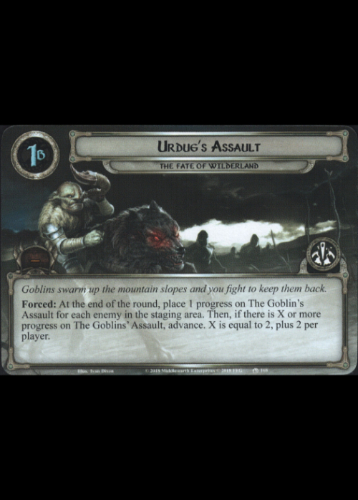 1B
URDUG'S ASSAULT
THE FATE OF WILDERLAND
Goblins swarm up the mountain slopes and you fight to keep them back.
Forced: At the end of the round, place 1 progress on The Goblin's
Assault for each enemy in the staging area. Then, if there is X or more
progress on The Goblins' Assault, advance. X is equal to 2, plus 2 per
player.